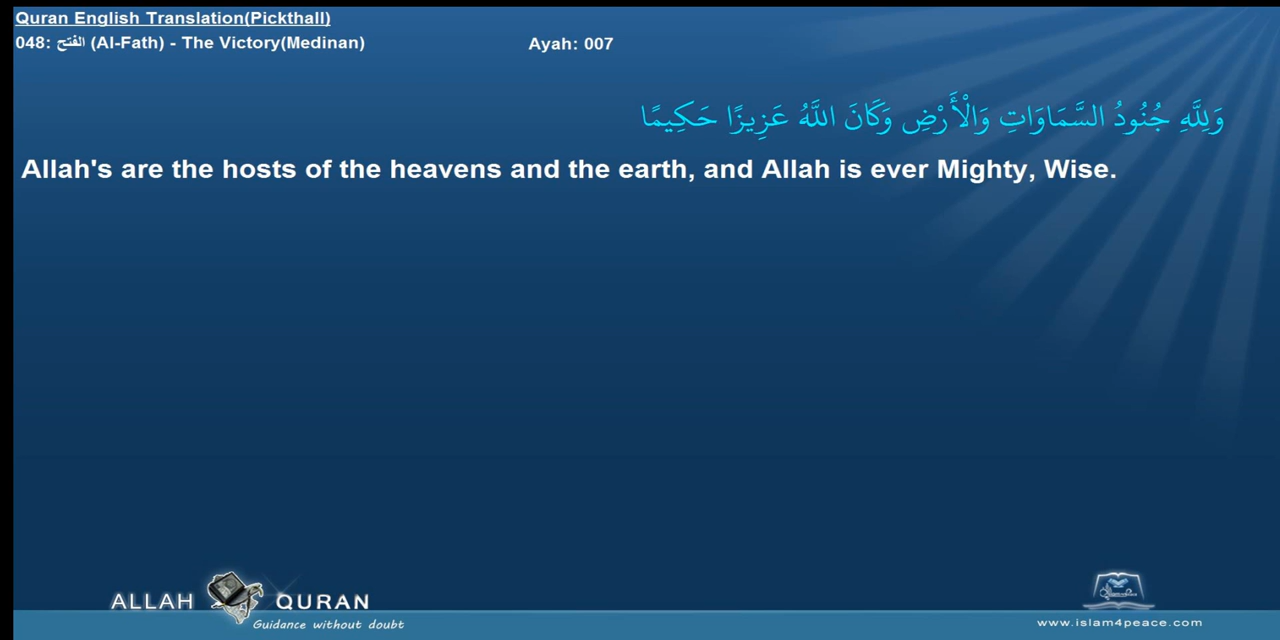 Quran English Translation(Pickthall)
048: الفتح (Al-Fath) - The Victory(Medinan)
Ayah: 007
وَلِلَّهِ جُنُودُ السَّمَاوَاتِ وَالْأَرْضِ وَكَانَ اللَّهُ عَزِيزًا حَكِيمًا
Allah's are the hosts of the heavens and the earth, and Allah is ever Mighty, Wise.
ALLAH QURAN
Guidance without doubt
www.islam4peace.com